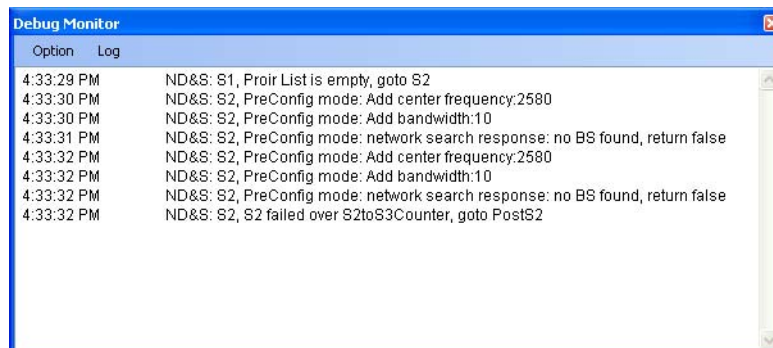 Debug Monitor
Option Log
4:33:29 PM ND&S: S1, Proir List is empty, goto S2
4:33:30 PM ND&S: S2, PreConfig mode: Add center frequency:2580
4:33:30 PM ND&S: S2, PreConfig mode: Add bandwidth:10
4:33:31 PM ND&S: S2, PreConfig mode: network search response: no BS found, return false
4:33:32 PM ND&S: S2, PreConfig mode: Add center frequency:2580
4:33:32 PM ND&S: S2, PreConfig mode: Add bandwidth:10
4:33:32 PM ND&S: S2, PreConfig mode: network search response: no BS found, return false
4:33:32 PM ND&S: S2, S2 failed over S2toS3Counter, goto PostS2